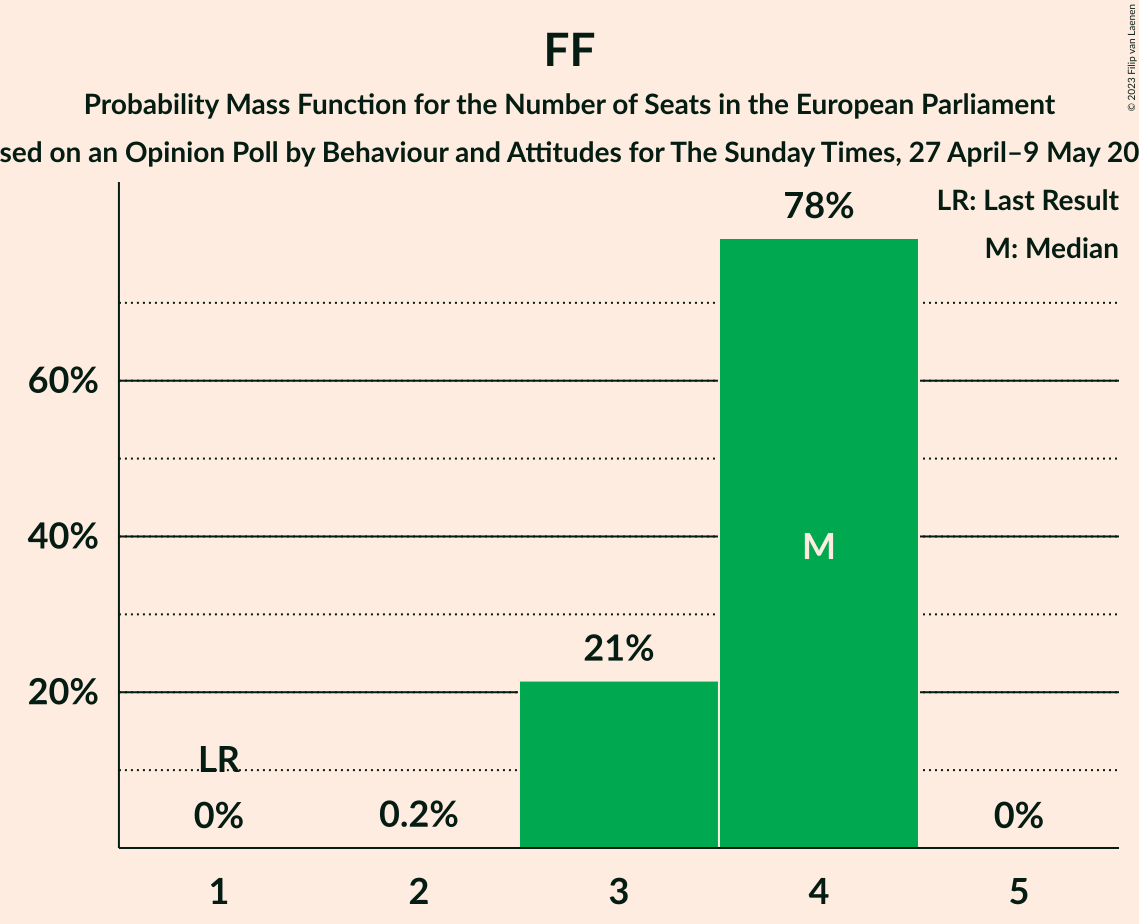 FF
Probability Mass Function for the Number of Seats in the European Parliament
sed on an Opinion Poll by Behaviour and Attitudes for The Sunday Times, 27 April–9 May 20
© 2023 Filip van Laenen
LR: Last Result
M: Median
78%
60%
40%
M
21%
20%
LR
0%
0.2%
0%
1
2
3
4
5